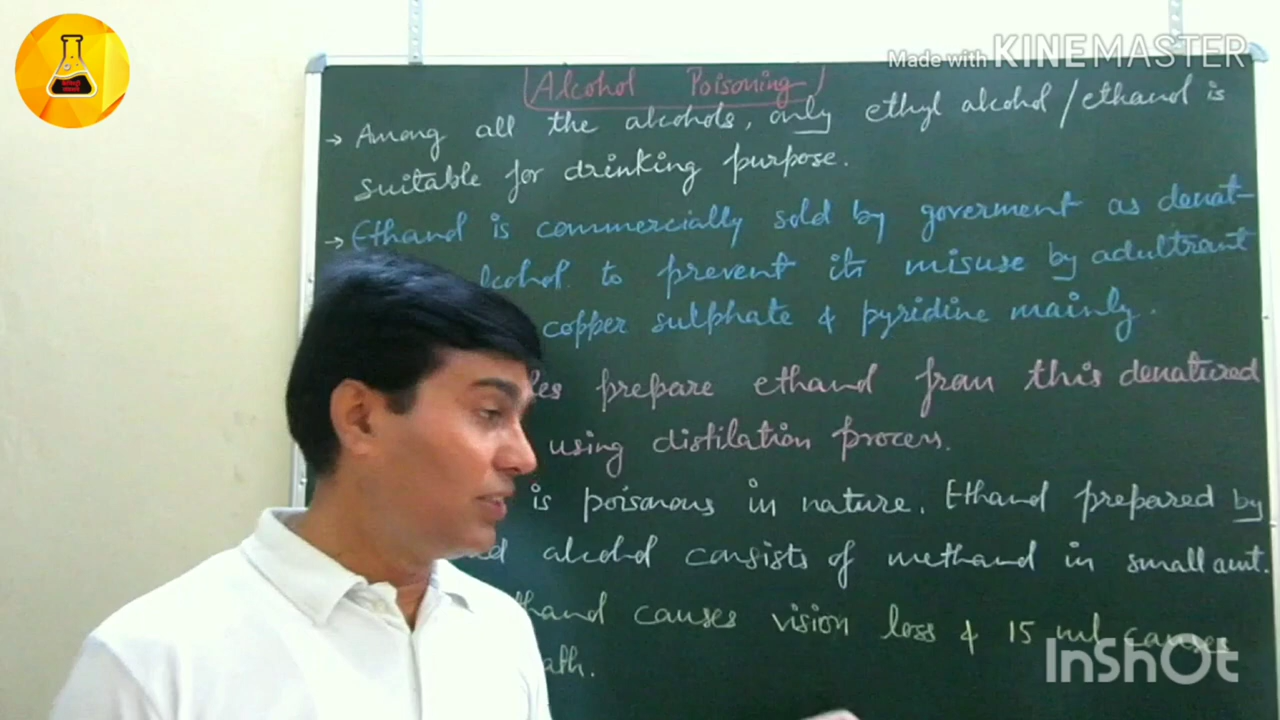 Made with KINEMASTER
Alcohol Poisoning
→ Among all the alcohols, only ethyl alcohol / ethanol is
suitable for drinking purpose.
→ Ethanol is commercially sold by goverment as denat-
lcohol to prevent its misuse by adultrant
copper sulphate & pyridine mainly.
les prepare ethanol from this denatured
using distilation process.
is poisonous in nature. Ethanol prepared by
ed alcohol consists of methanol in small amt.
thanol causes vision loss & 15 ml causes
ath.
InShOt